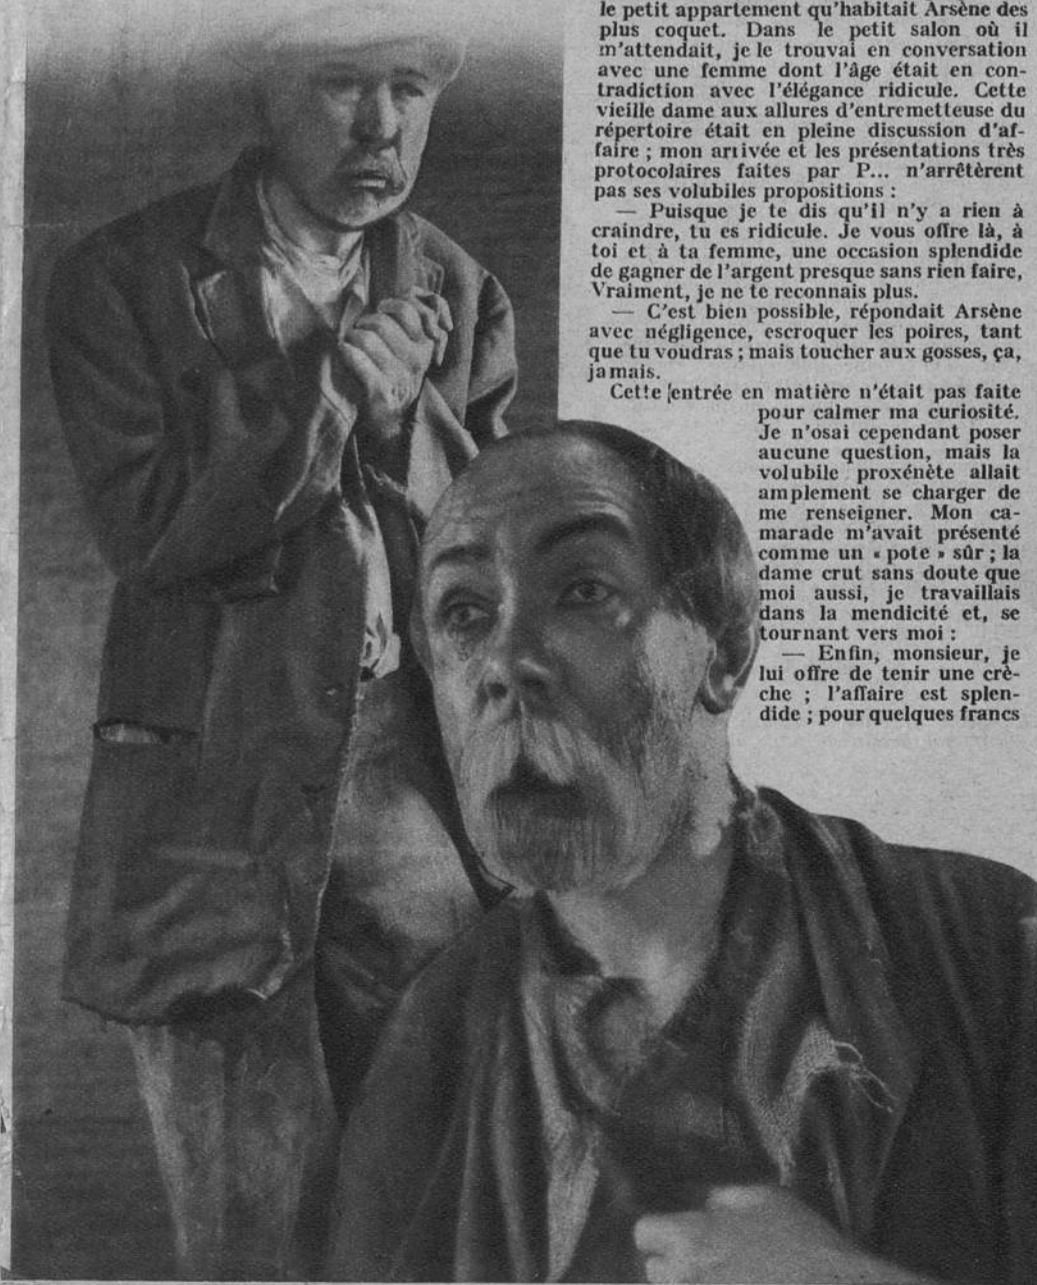 le petit appartement qu'habitait Arsène des
plus coquet. Dans le petit salon où il
m'attendait, je le trouvai en conversation
avec une femme dont l'âge était en con-
tradiction avec l'élégance ridicule. Cette
vieille dame aux allures d'entremetteuse du
répertoire était en pleine discussion d'af-
faire ; mon arrivée et les présentations très
protocolaires faites par P... n'arrêtèrent
pas ses volubiles propositions :
— Puisque je te dis qu'il n'y a rien à
craindre, tu es ridicule. Je vous offre là, à
toi et à ta femme, une occasion splendide
de gagner de l'argent presque sans rien faire,
Vraiment, je ne te reconnais plus.
— C'est bien possible, répondait Arsène
avec négligence, escroquer les poires, tant
que tu voudras ; mais toucher aux gosses, ça,
jamais.
Cette entrée en matière n'était pas faite
pour calmer ma curiosité.
Je n'osai cependant poser
aucune question, mais la
volubile proxénète allait
amplement se charger de
me renseigner. Mon ca-
marade m'avait présenté
comme un « pote » sûr ; la
dame crut sans doute que
moi aussi, je travaillais
dans la mendicité et, se
tournant vers moi :
— Enfin, monsieur, je
lui offre de tenir une crè-
che ; l'affaire est splen-
dide ; pour quelques francs